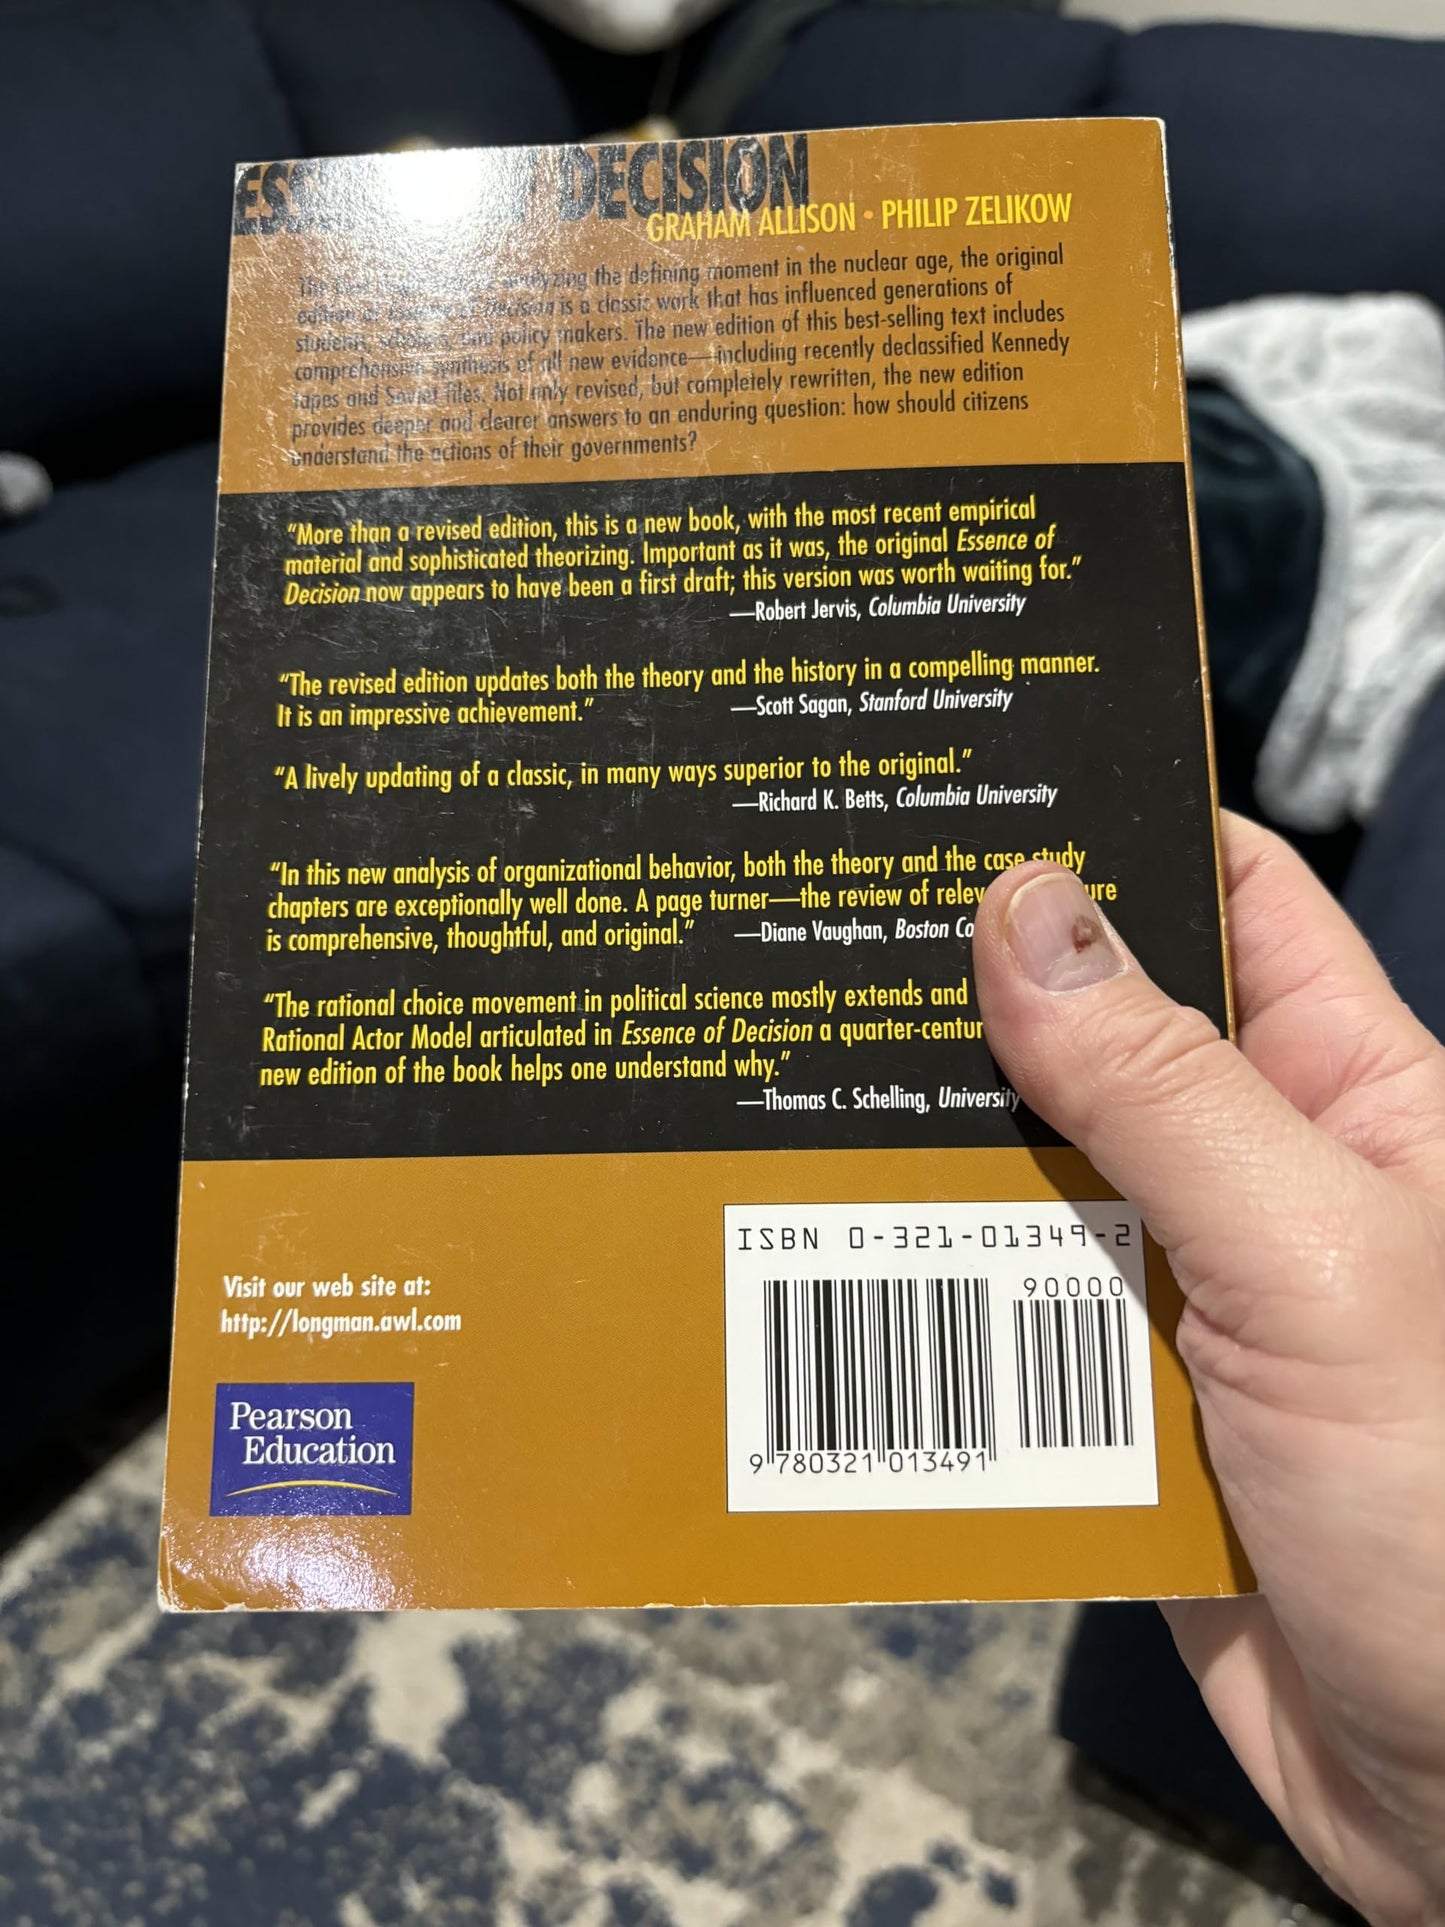 DECISION
GRAHAM ALLISON • PHILIP ZELIKOW
analyzing the defining moment in the nuclear age, the original
edition of Essence of Decision is a classic work that has influenced generations of
students, scholars, and policy makers. The new edition of this best-selling text includes
comprehensive synthesis of all new evidence—including recently declassified Kennedy
tapes and Soviet files. Not only revised, but completely rewritten, the new edition
provides deeper and clearer answers to an enduring question: how should citizens
understand the actions of their governments?
“More than a revised edition, this is a new book, with the most recent empirical
material and sophisticated theorizing. Important as it was, the original Essence of
Decision now appears to have been a first draft; this version was worth waiting for.”
—Robert Jervis, Columbia University
“The revised edition updates both the theory and the history in a compelling manner.
It is an impressive achievement.” —Scott Sagan, Stanford University
“A lively updating of a classic, in many ways superior to the original.”
—Richard K. Betts, Columbia University
“In this new analysis of organizational behavior, both the theory and the case study
chapters are exceptionally well done. A page turner—the review of
is comprehensive, thoughtful, and original.” —Diane Vaughan, Boston
“The rational choice movement in political science mostly extends and
Rational Actor Model articulated in Essence of Decision a
new edition of the book helps one understand why.”
—Thomas C. Schelling, University
ISBN 0-321-01349-2
90000
9 780321 013491
Visit our web site at:
http://longman.awl.com
Pearson
Education